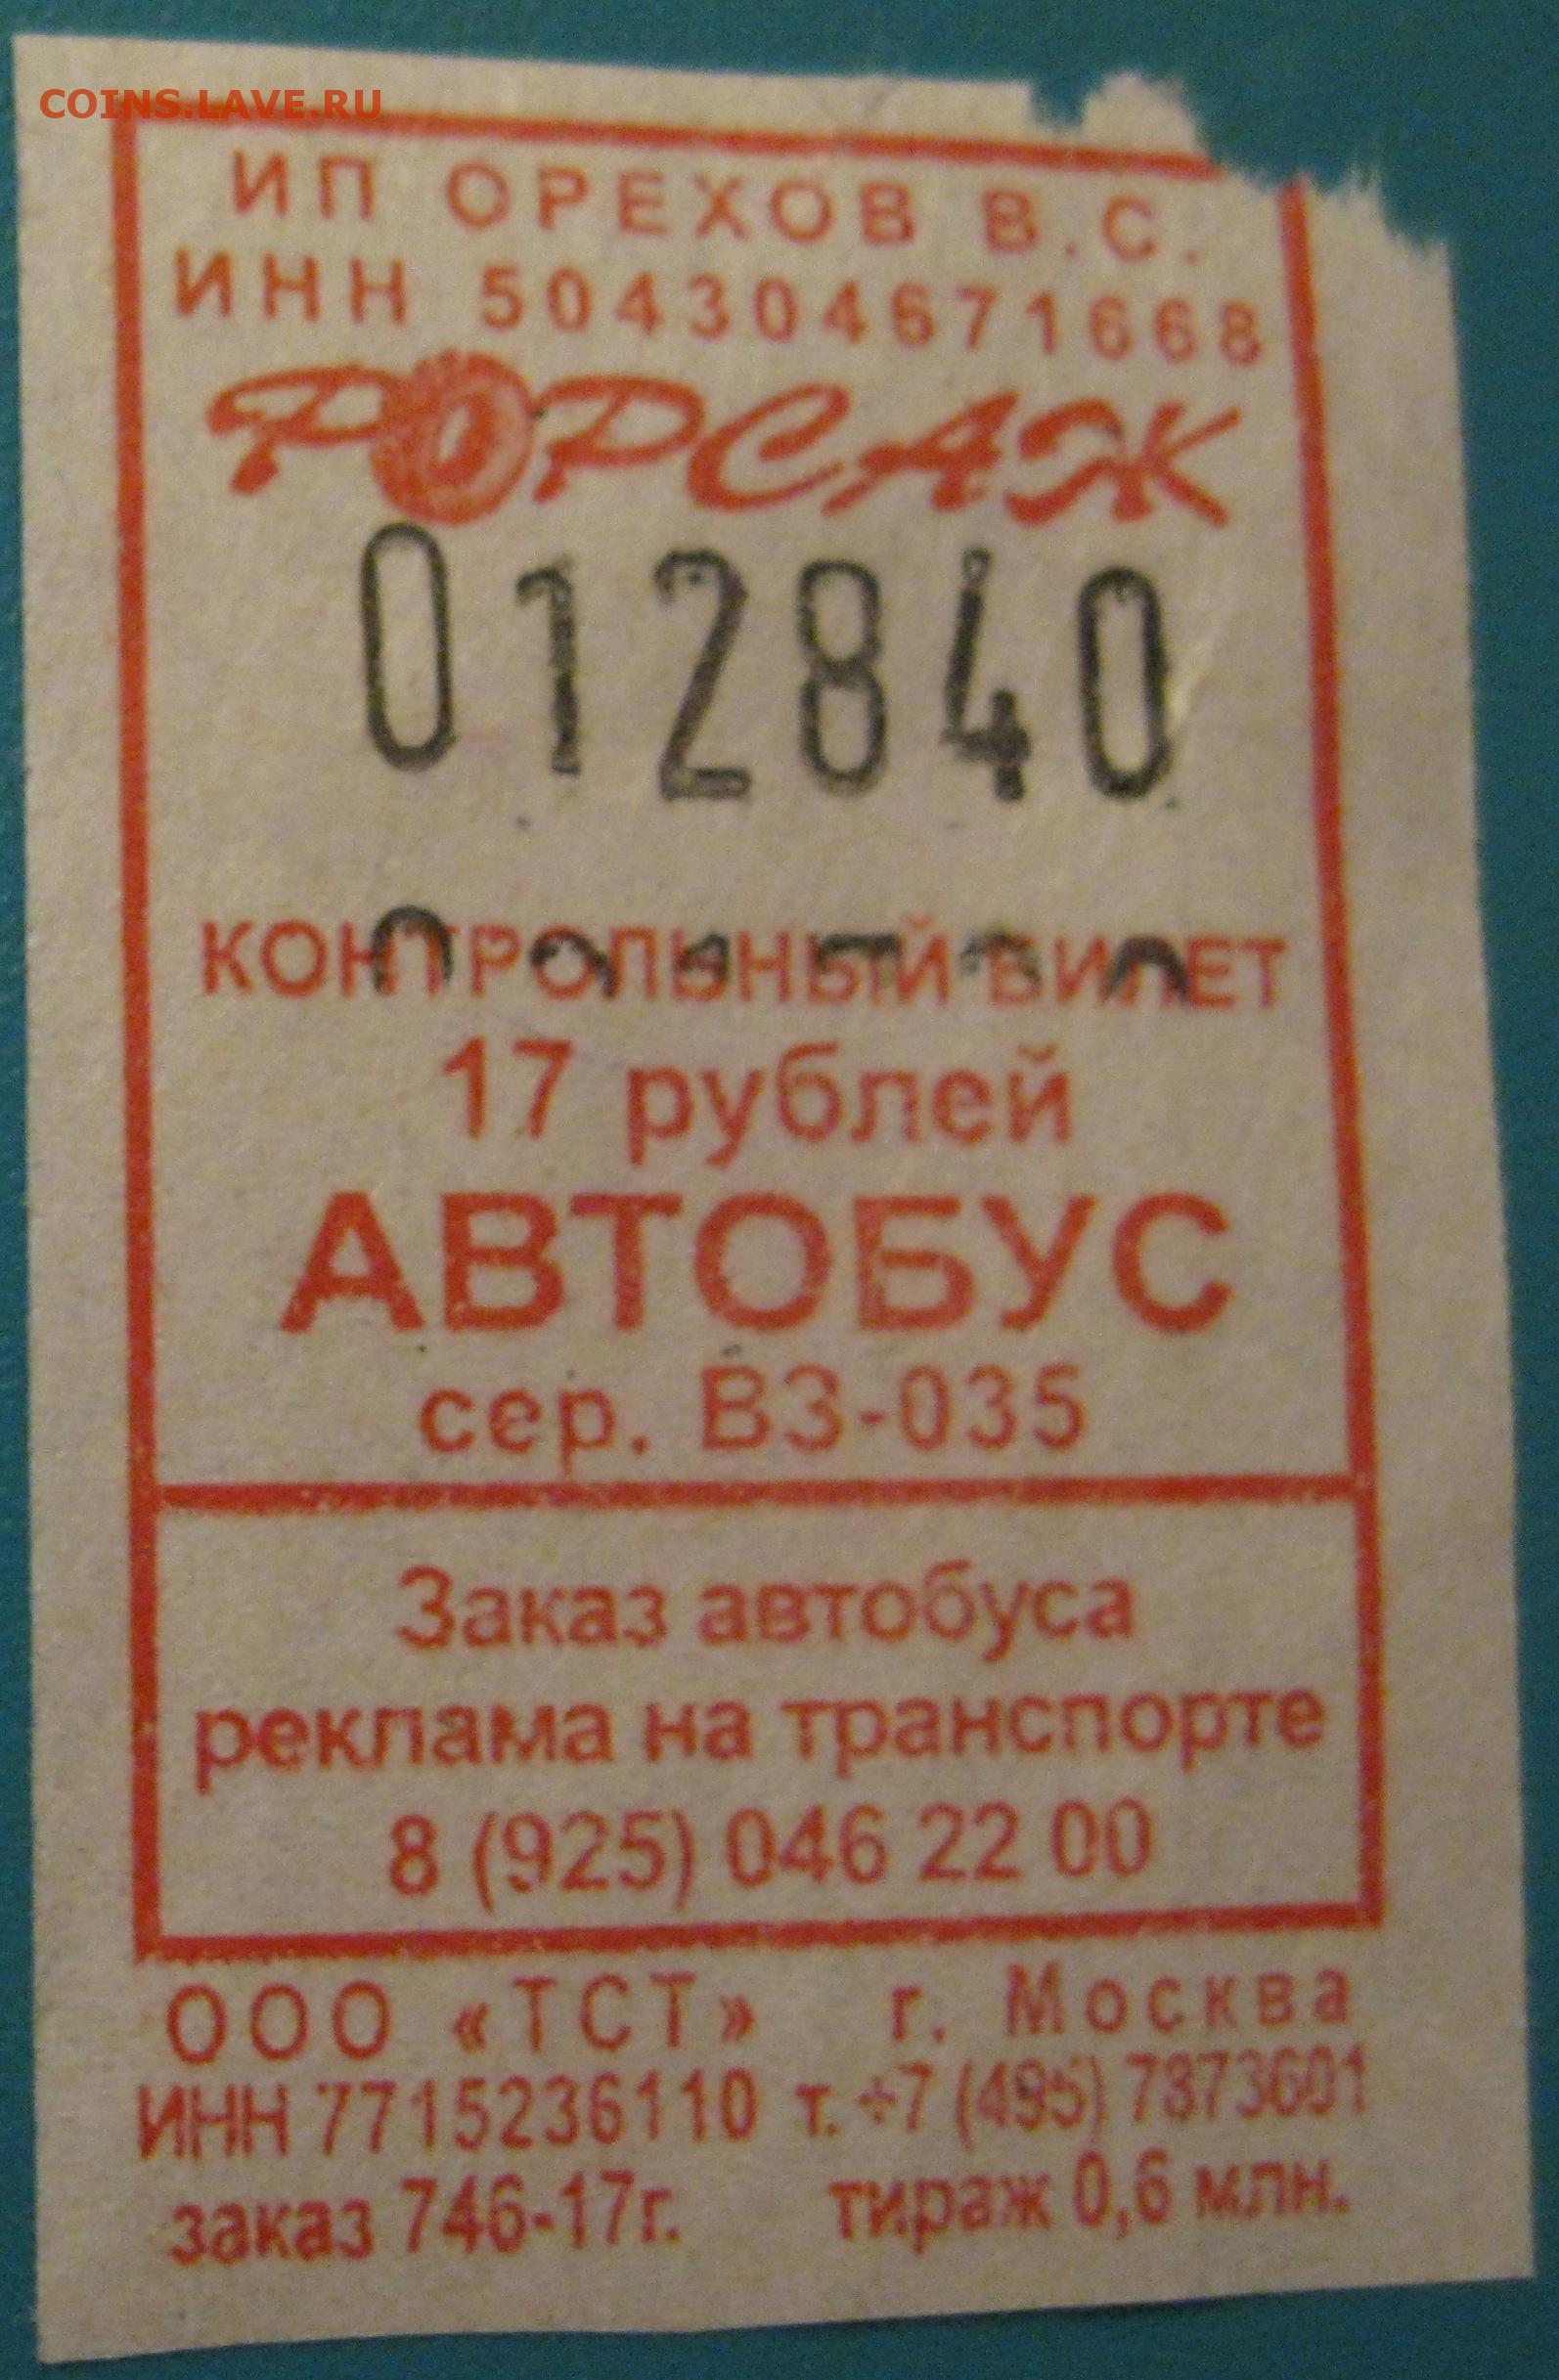 COINS.LAVE.RU
ИП ОРЕХОВ В.С.
ИНН 504304671668
ФОРСАЖ
012840
КОНТРОЛЬНЫЙ БИЛЕТ
17 рублей
АВТОБУС
сер. ВЗ-035
Заказ автобуса
реклама на транспорте
8 (925) 046 22 00
ООО «ТСТ» г. Москва
ИНН 7715236110 т. +7 (495) 7873601
заказ 746-17г. тираж 0,6 млн.